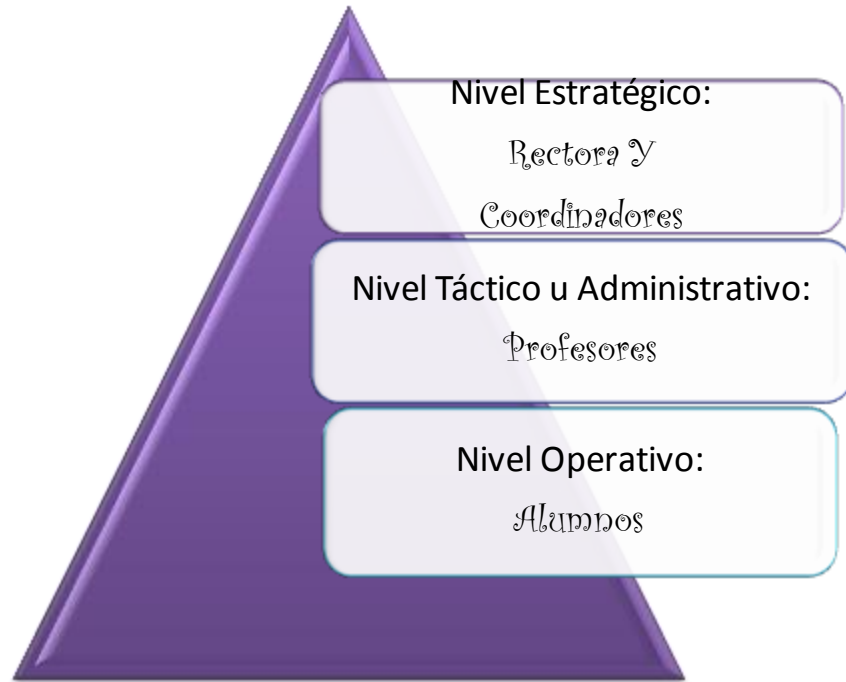 Nivel Estratégico:
Rectora Y
Coordinadores
Nivel Táctico u Administrativo:
Profesores
Nivel Operativo:
Alumnos